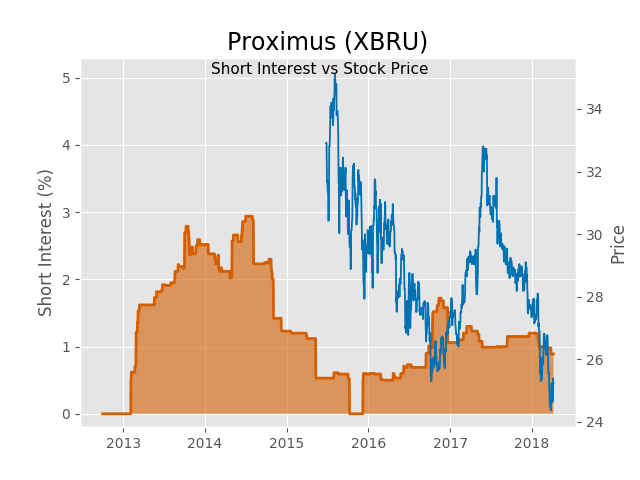 Proximus (XBRU)
Short Interest vs Stock Price
Short Interest (%)
5
4
3
2
1
0
34
32
30
28
26
24
Price
2013 2014 2015 2016 2017 2018